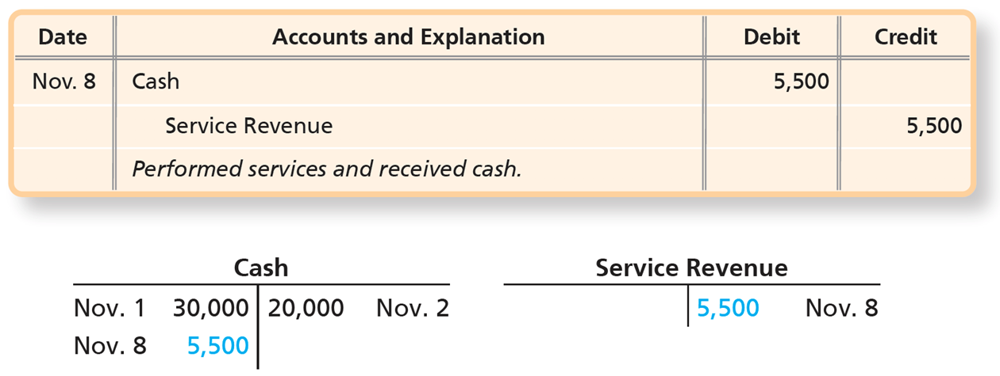 Date Accounts and Explanation Debit Credit
Nov. 8 Cash 5,500
Service Revenue 5,500
Performed services and received cash.
Cash Service Revenue
Nov. 1 30,000 20,000 Nov. 2 5,500 Nov. 8
Nov. 8 5,500